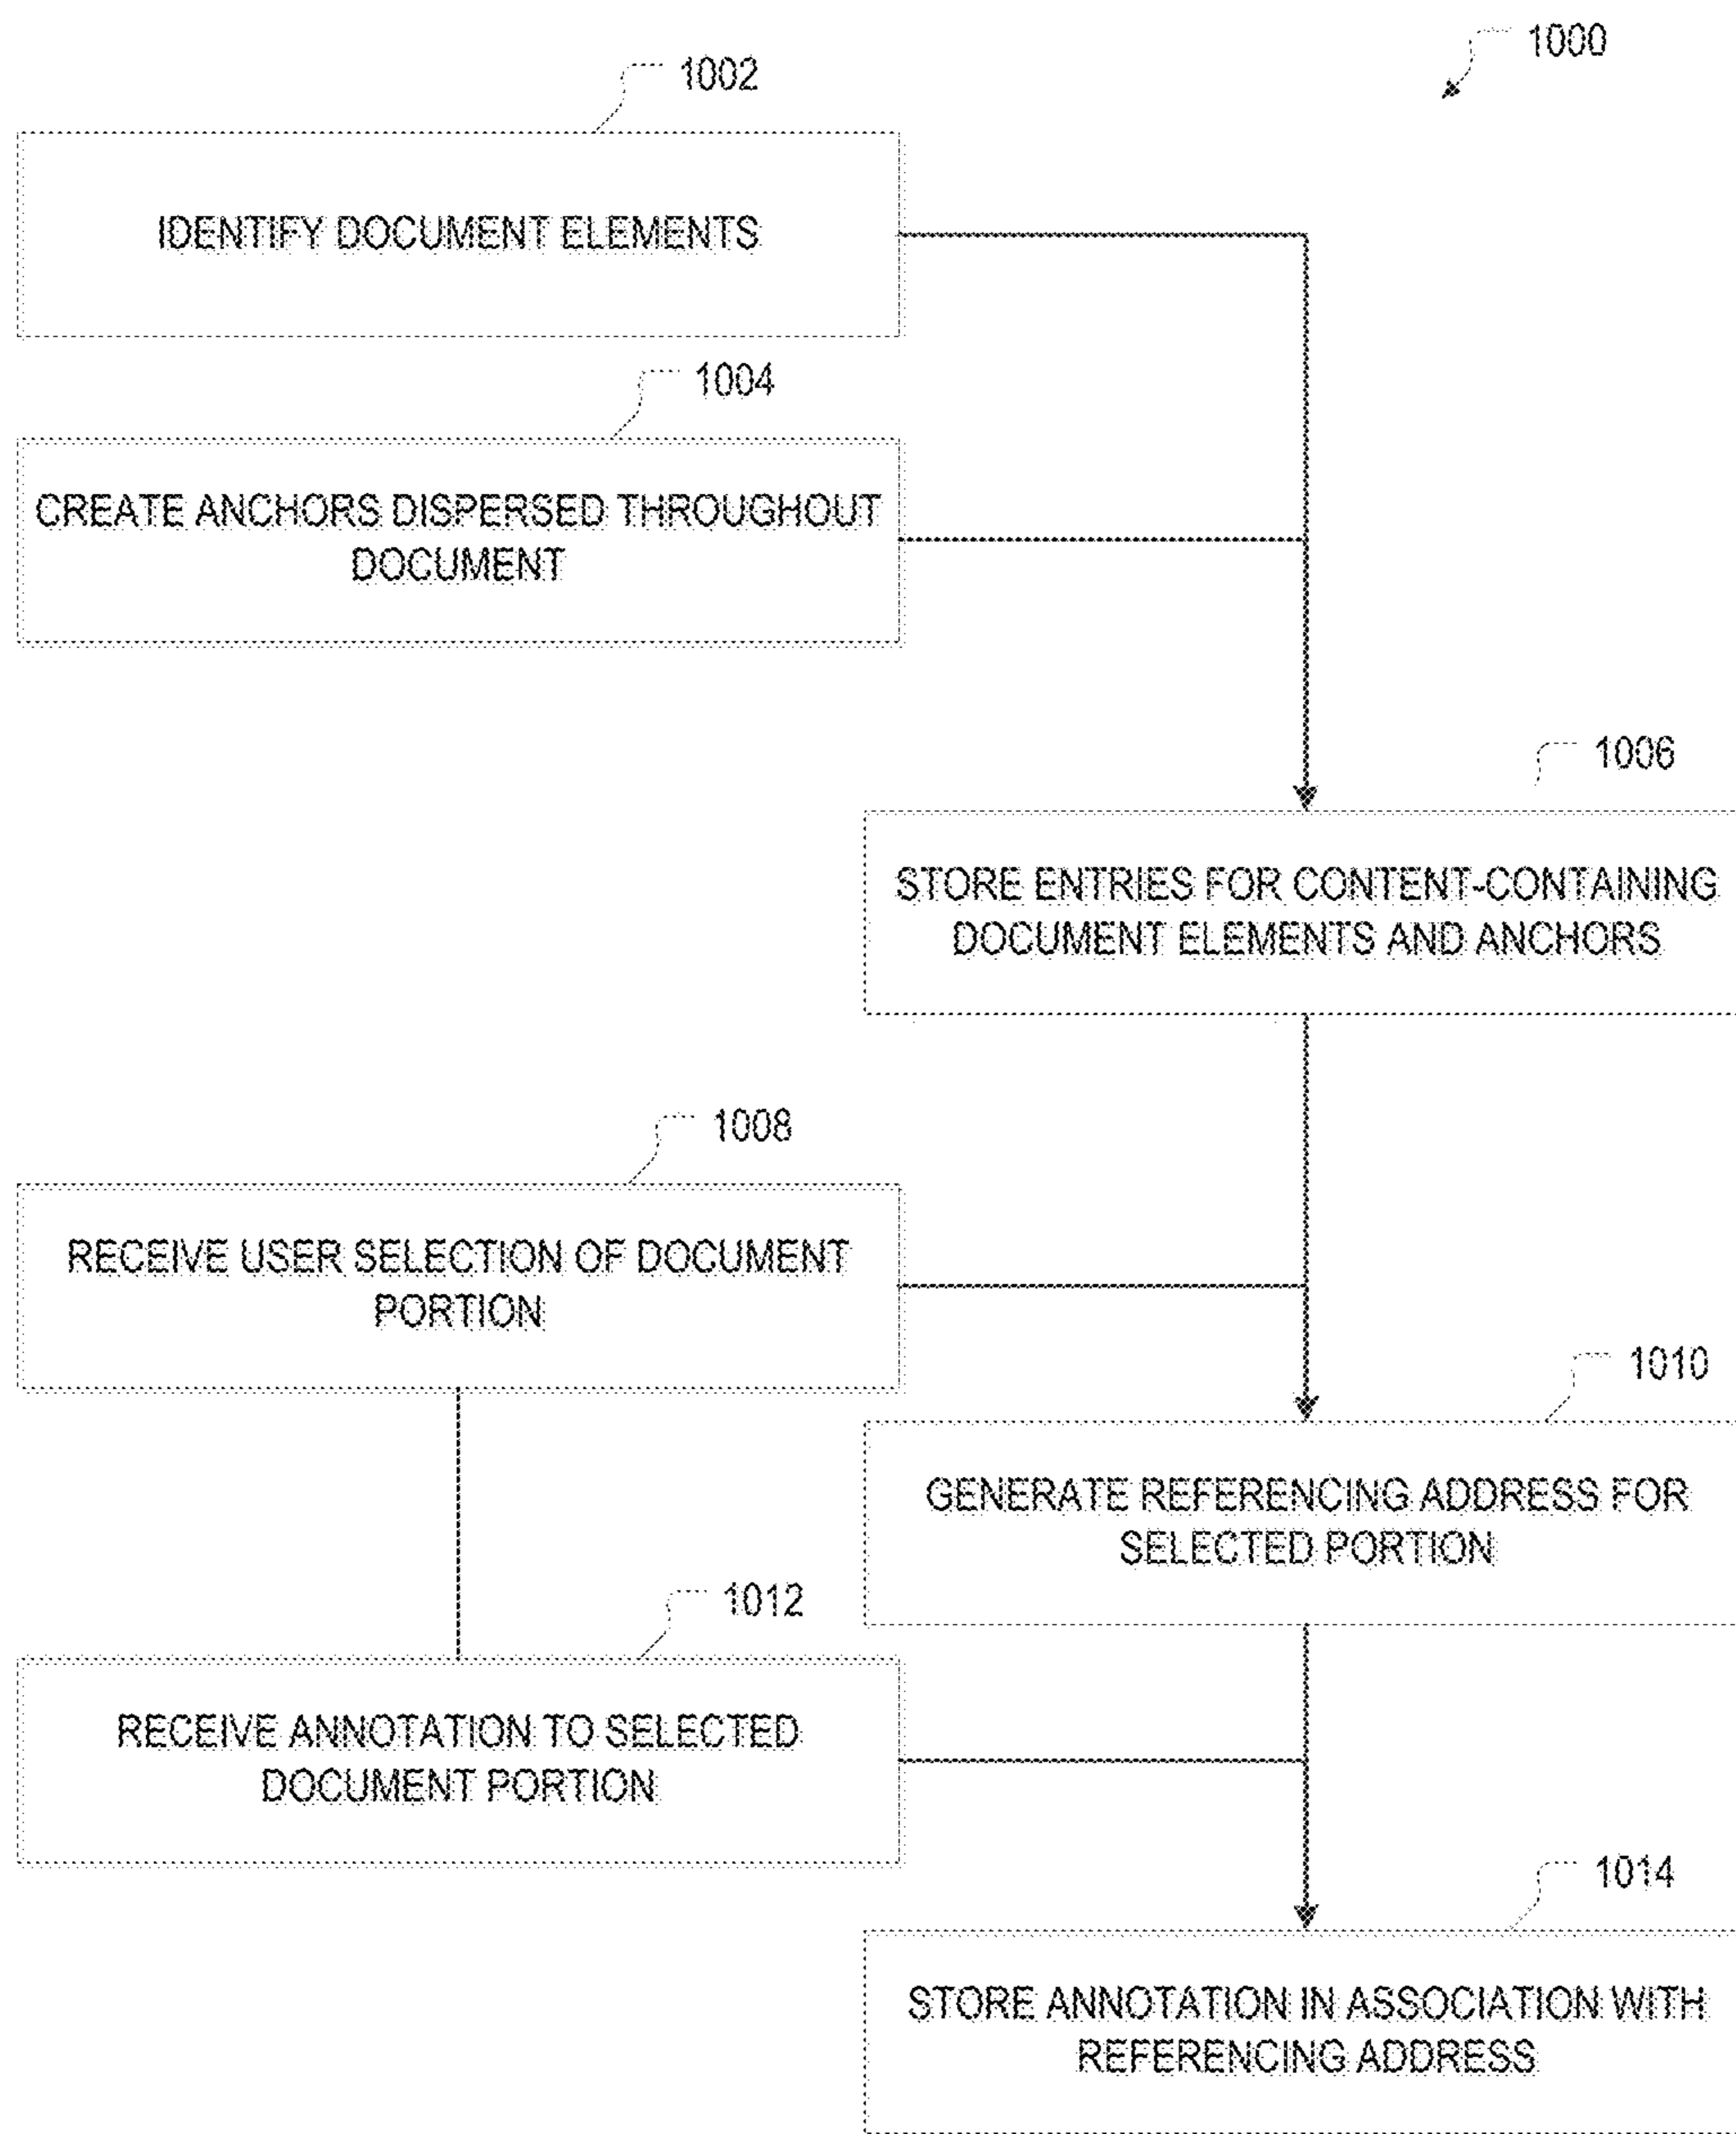 1000
1002
IDENTIFY DOCUMENT ELEMENTS
1004
CREATE ANCHORS DISPERSED THROUGHOUT
DOCUMENT
1006
STORE ENTRIES FOR CONTENT-CONTAINING
DOCUMENT ELEMENTS AND ANCHORS
1008
RECEIVE USER SELECTION OF DOCUMENT
PORTION
1010
GENERATE REFERENCING ADDRESS FOR
SELECTED PORTION
1012
RECEIVE ANNOTATION TO SELECTED
DOCUMENT PORTION
1014
STORE ANNOTATION IN ASSOCIATION WITH
REFERENCING ADDRESS